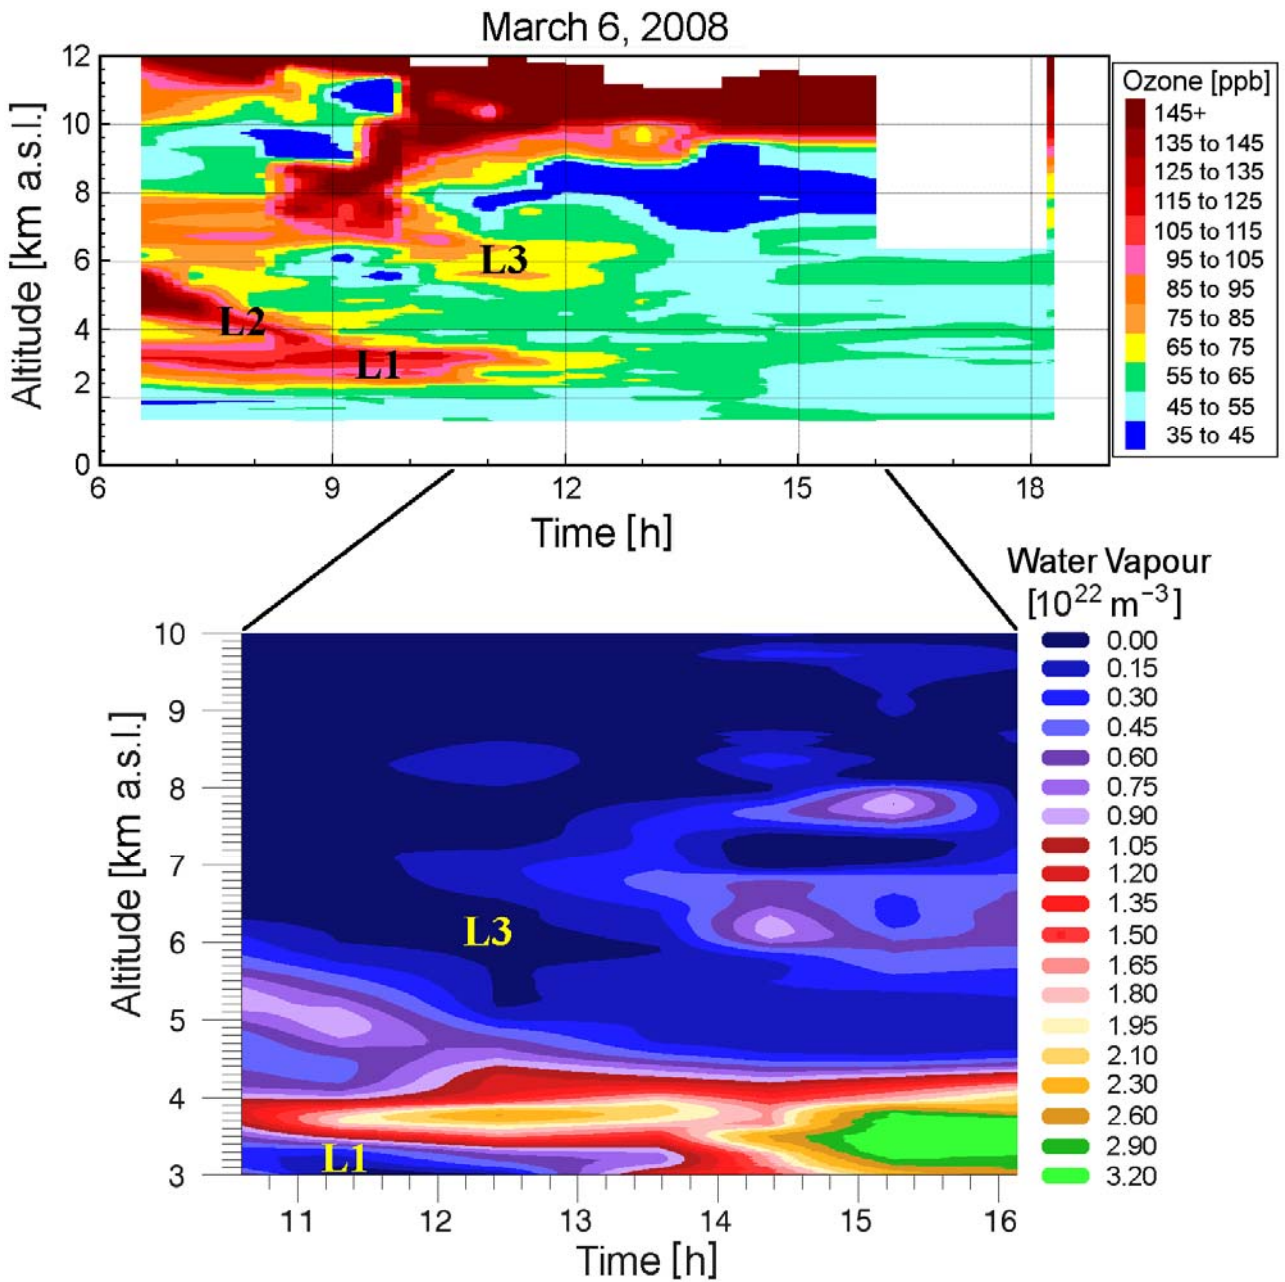 March 6, 2008
Altitude [km a.s.l.]
12
10
8
6
4
2
0
L3
L2
L1
6
9
12
15
18
Time [h]
Ozone [ppb]
145+
135 to 145
125 to 135
115 to 125
105 to 115
95 to 105
85 to 95
75 to 85
65 to 75
55 to 65
45 to 55
35 to 45
Altitude [km a.s.l.]
10
9
8
7
6
5
4
3
L3
L1
11
12
13
14
15
16
Time [h]
Water Vapour
[10²² m⁻³]
0.00
0.15
0.30
0.45
0.60
0.75
0.90
1.05
1.20
1.35
1.50
1.65
1.80
1.95
2.10
2.30
2.60
2.90
3.20